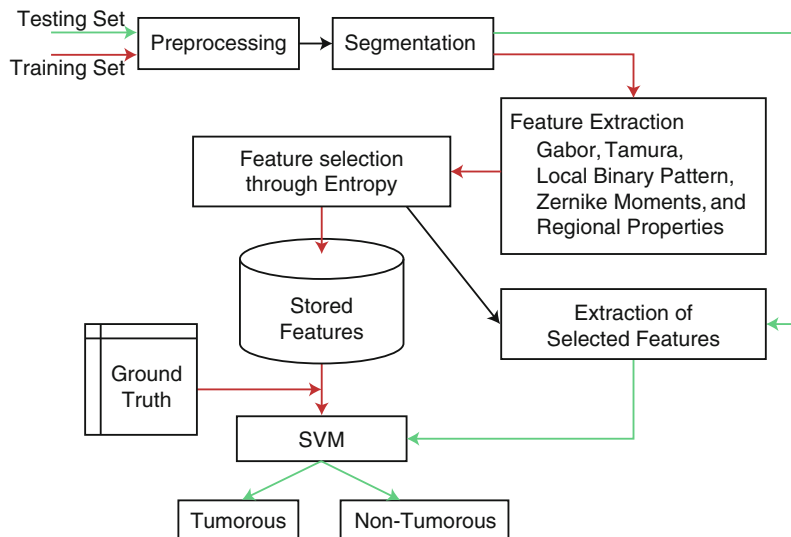 Testing Set
Training Set
Preprocessing
Segmentation
Feature Extraction
Gabor, Tamura,
Local Binary Pattern,
Zernike Moments, and
Regional Properties
Feature selection
through Entropy
Stored
Features
Extraction of
Selected Features
Ground
Truth
SVM
Tumorous
Non-Tumorous